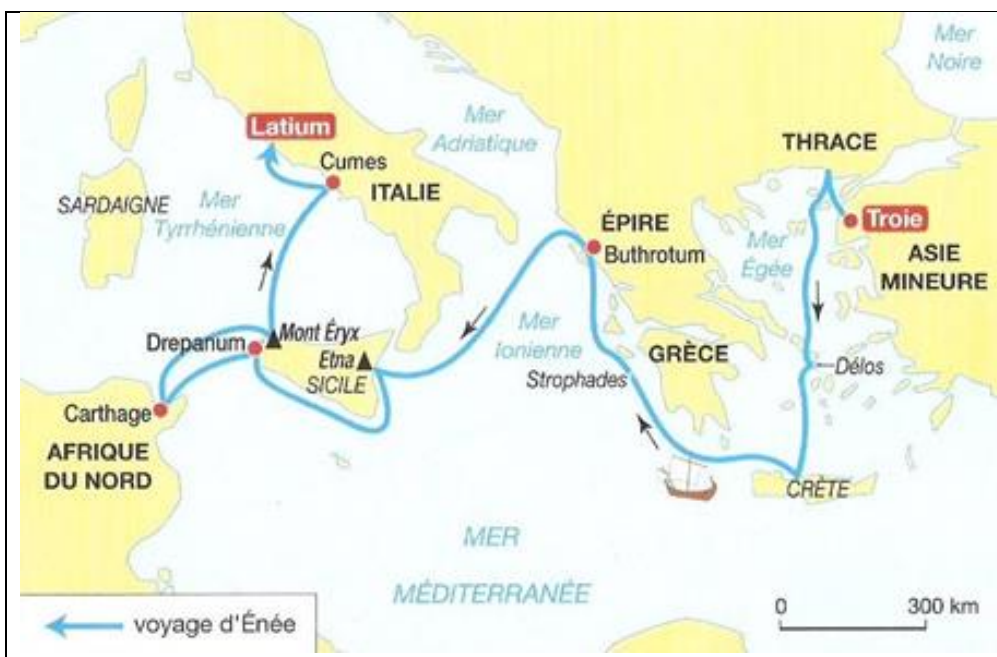 Mer
Noire
Mer
Adriatique
Latium
THRACE
Cumes
ITALIE
SARDAIGNE
Mer
Tyrrhénienne
ÉPIRE
Buthrotum
Troie
Mer
Égée
ASIE
MINEURE
Drepanum
Mont Éryx
Etna
SICILE
Mer
Ionienne
GRÈCE
Strophades
Délos
Carthage
AFRIQUE
DU NORD
CRÈTE
MER
MÉDITERRANÉE
voyage d'Énée
0 300 km